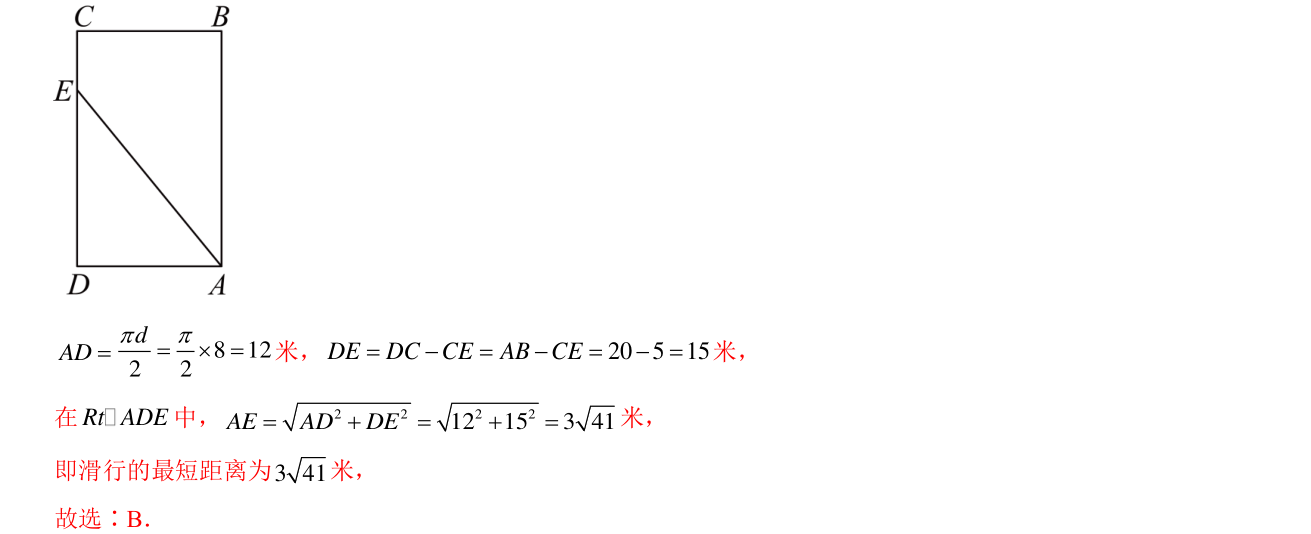 C B
E
D A
AD = πd/2 = π/2 × 8 = 12 米， DE = DC − CE = AB − CE = 20 − 5 = 15 米，
在 Rt□ ADE 中， AE = √(AD² + DE²) = √(12² + 15²) = 3√41 米，
即滑行的最短距离为 3√41 米，
故选：B．